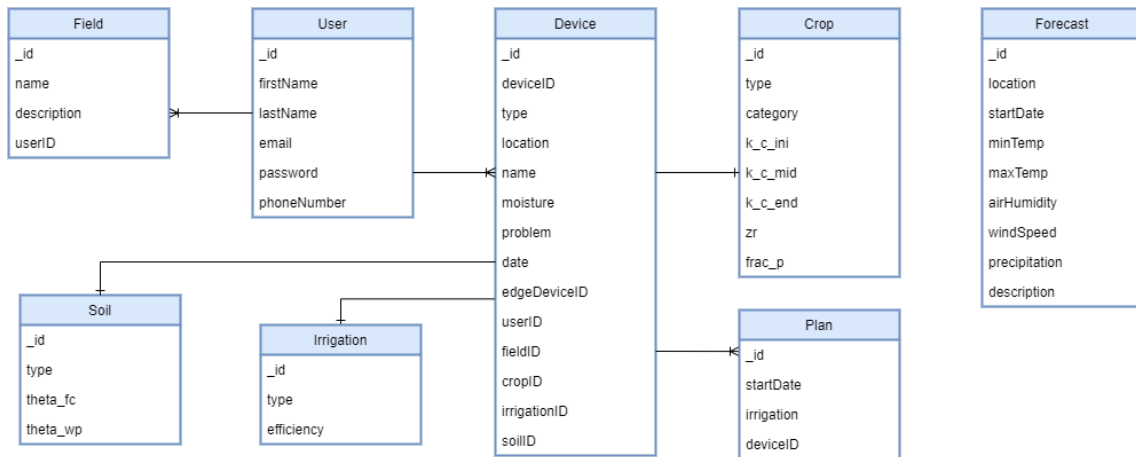 Field
_id
name
description
userID
User
_id
firstName
lastName
email
password
phoneNumber
Device
_id
deviceID
type
location
name
moisture
problem
date
edgeDeviceID
userID
fieldID
cropID
irrigationID
soilID
Crop
_id
type
category
k_c_ini
k_c_mid
k_c_end
zr
frac_p
Forecast
_id
location
startDate
minTemp
maxTemp
airHumidity
windSpeed
precipitation
description
Soil
_id
type
theta_fc
theta_wp
Irrigation
_id
type
efficiency
Plan
_id
startDate
irrigation
deviceID